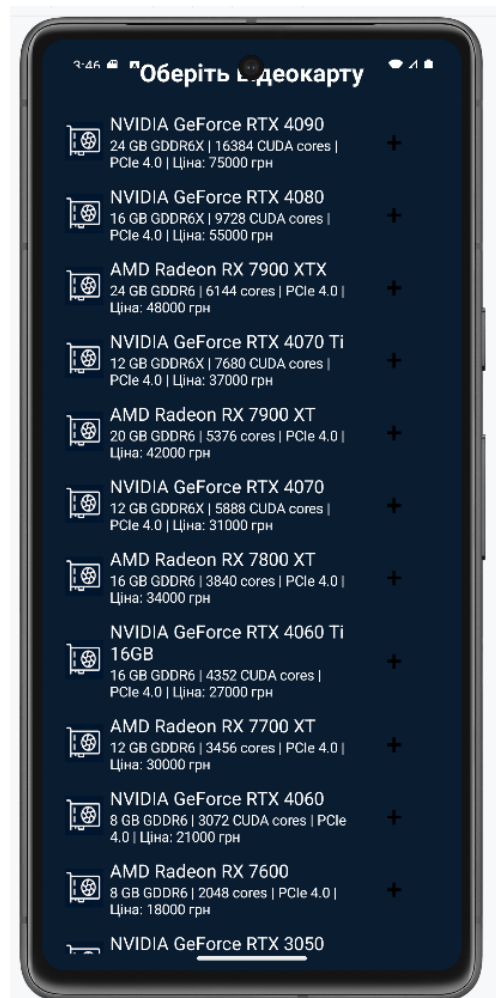 3:46
Оберіть відеокарту
NVIDIA GeForce RTX 4090
24 GB GDDR6X | 16384 CUDA cores |
PCIe 4.0 | Ціна: 75000 грн
+
NVIDIA GeForce RTX 4080
16 GB GDDR6X | 9728 CUDA cores |
PCIe 4.0 | Ціна: 55000 грн
+
AMD Radeon RX 7900 XTX
24 GB GDDR6 | 6144 cores | PCIe 4.0 |
Ціна: 48000 грн
+
NVIDIA GeForce RTX 4070 Ti
12 GB GDDR6X | 7680 CUDA cores |
PCIe 4.0 | Ціна: 37000 грн
+
AMD Radeon RX 7900 XT
20 GB GDDR6 | 5376 cores | PCIe 4.0 |
Ціна: 42000 грн
+
NVIDIA GeForce RTX 4070
12 GB GDDR6X | 5888 CUDA cores |
PCIe 4.0 | Ціна: 31000 грн
+
AMD Radeon RX 7800 XT
16 GB GDDR6 | 3840 cores | PCIe 4.0 |
Ціна: 34000 грн
+
NVIDIA GeForce RTX 4060 Ti
16GB
16 GB GDDR6 | 4352 CUDA cores |
PCIe 4.0 | Ціна: 27000 грн
+
AMD Radeon RX 7700 XT
12 GB GDDR6 | 3456 cores | PCIe 4.0 |
Ціна: 30000 грн
+
NVIDIA GeForce RTX 4060
8 GB GDDR6 | 3072 CUDA cores | PCIe
4.0 | Ціна: 21000 грн
+
AMD Radeon RX 7600
8 GB GDDR6 | 2048 cores | PCIe 4.0 |
Ціна: 18000 грн
+
NVIDIA GeForce RTX 3050